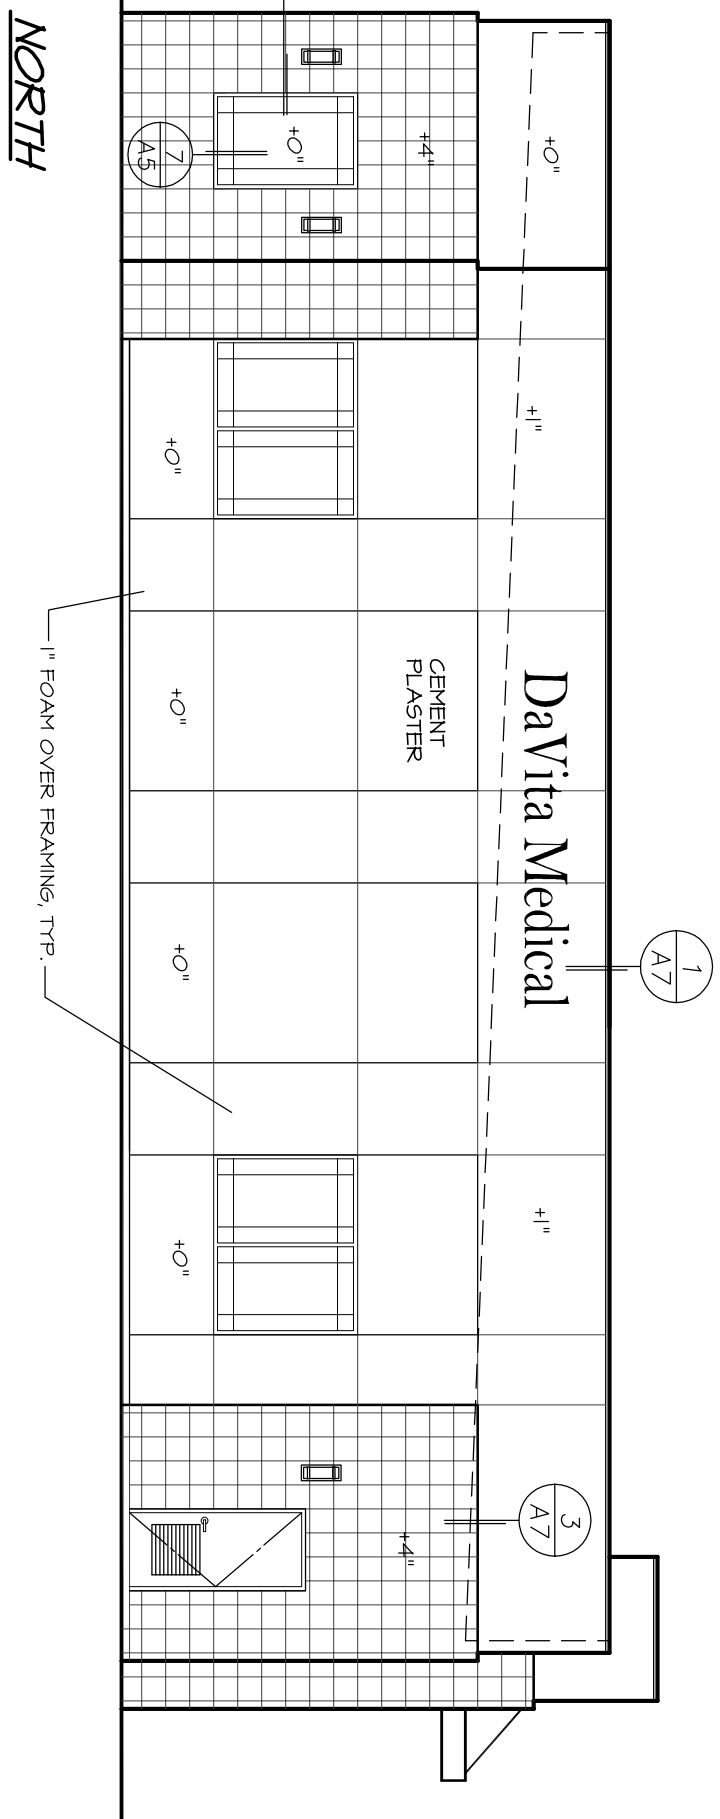 1
A7
+0"
+1"
DaVita Medical
+1"
3
A7
+4"
CEMENT
PLASTER
+4"
+0"
7
A5
+0"
+0"
+0"
+0"
1" FOAM OVER FRAMING, TYP.
NORTH